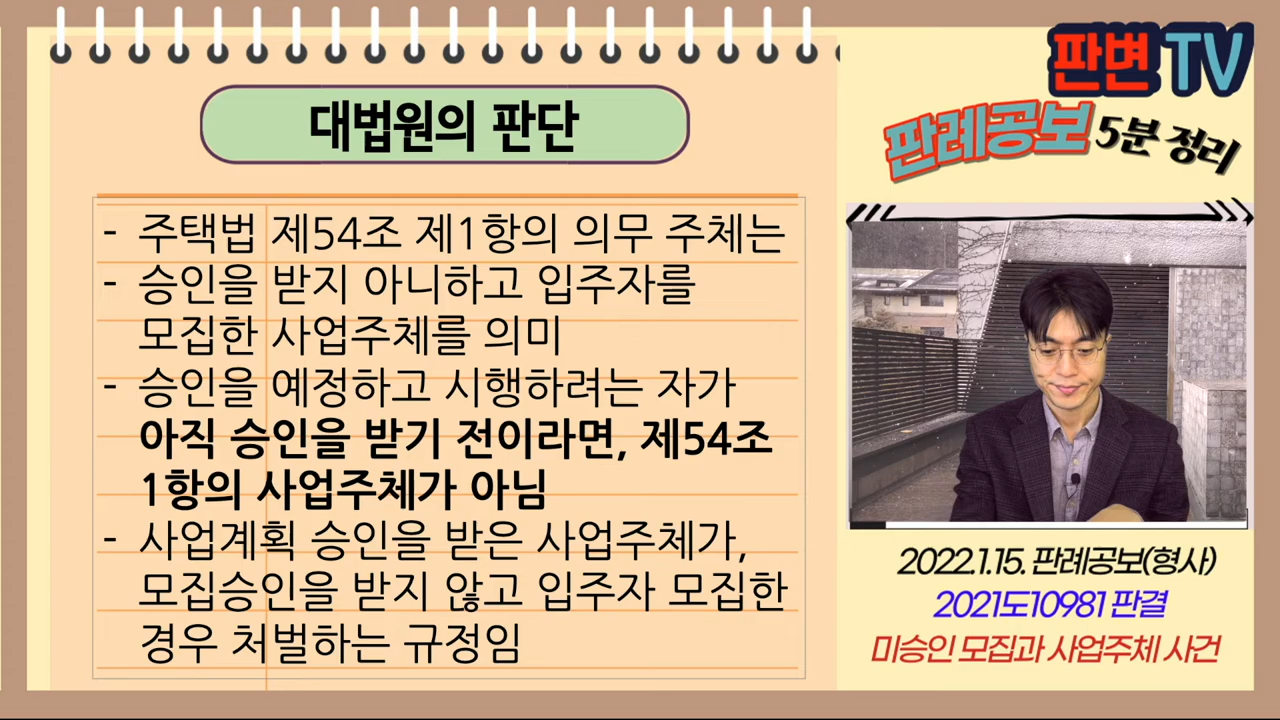 대법원의 판단
- 주택법 제54조 제1항의 의무 주체는
- 승인을 받지 아니하고 입주자를
모집한 사업주체를 의미
- 승인을 예정하고 시행하려는 자가
아직 승인을 받기 전이라면, 제54조
1항의 사업주체가 아님
- 사업계획 승인을 받은 사업주체가,
모집승인을 받지 않고 입주자 모집한
경우 처벌하는 규정임
판변 TV
판례공보 5분 정리
2022.1.15. 판례공보(형사)
2021도10981 판결
미승인 모집과 사업주체 사건